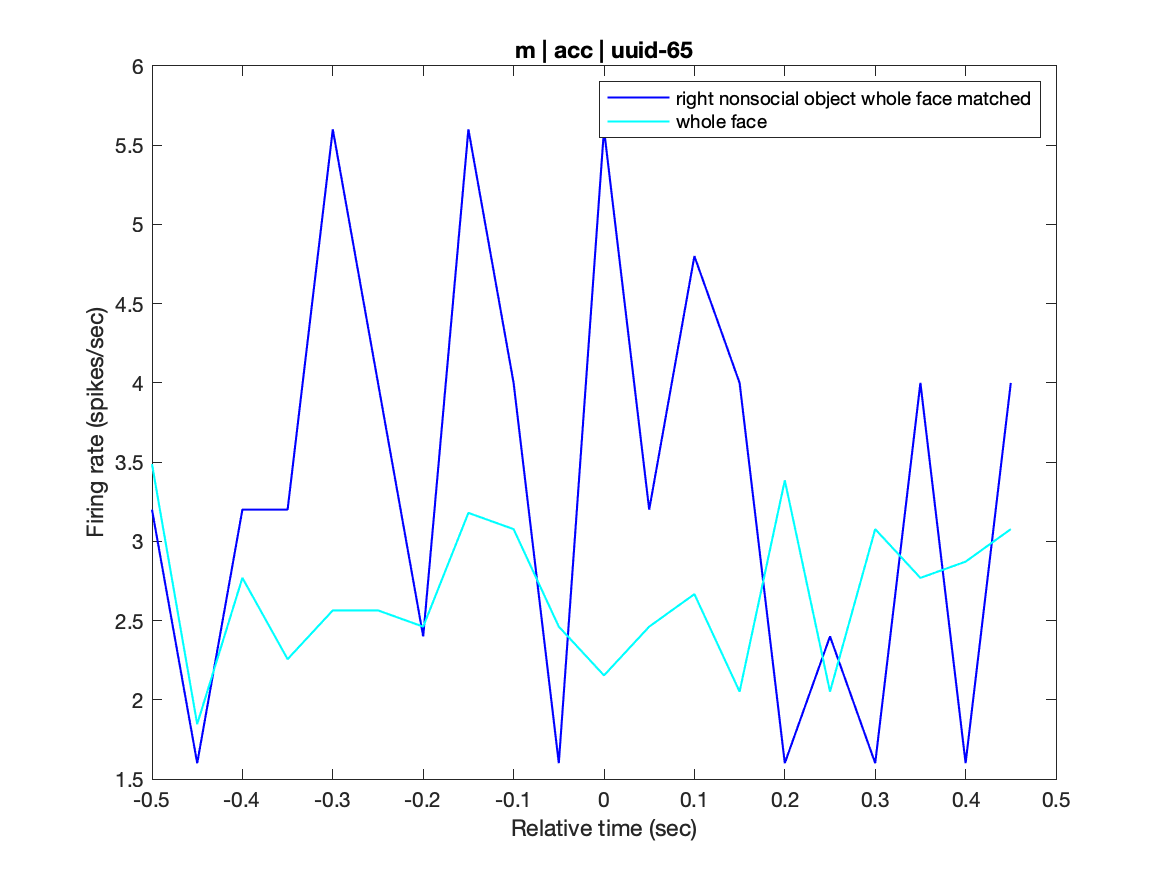 m | acc | uuid-65
right nonsocial object whole face matched
whole face
Firing rate (spikes/sec)
6
5.5
5
4.5
4
3.5
3
2.5
2
1.5
-0.5 -0.4 -0.3 -0.2 -0.1 0 0.1 0.2 0.3 0.4 0.5
Relative time (sec)